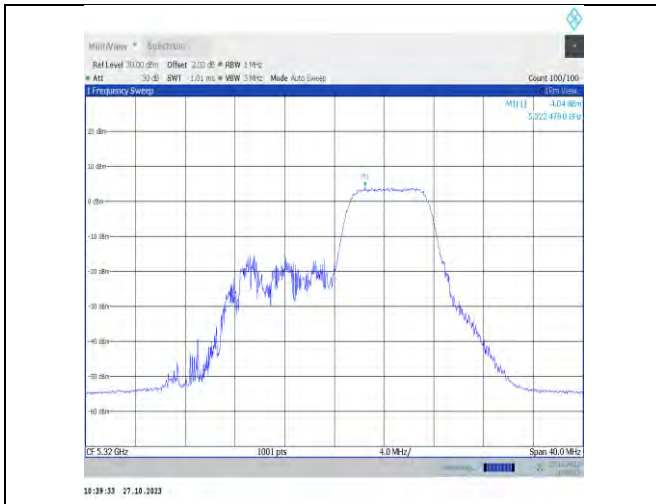 MultiView Spectrum
Ref Level 30.00 dBm Offset 2.02 dB RBW 1 MHz
Att 30 dB SWT 1.01 ms VBW 3 MHz Mode Auto Sweep Count 100/100
1 Frequency Sweep 1Rm View
M1[1] 4.04 dBm
5.322 4780 GHz
M1
20 dBm
10 dBm
0 dBm
-10 dBm
-20 dBm
-30 dBm
-40 dBm
-50 dBm
-60 dBm
CF 5.32 GHz 1001 pts 4.0 MHz/ Span 40.0 MHz
10:39:33 27.10.2023